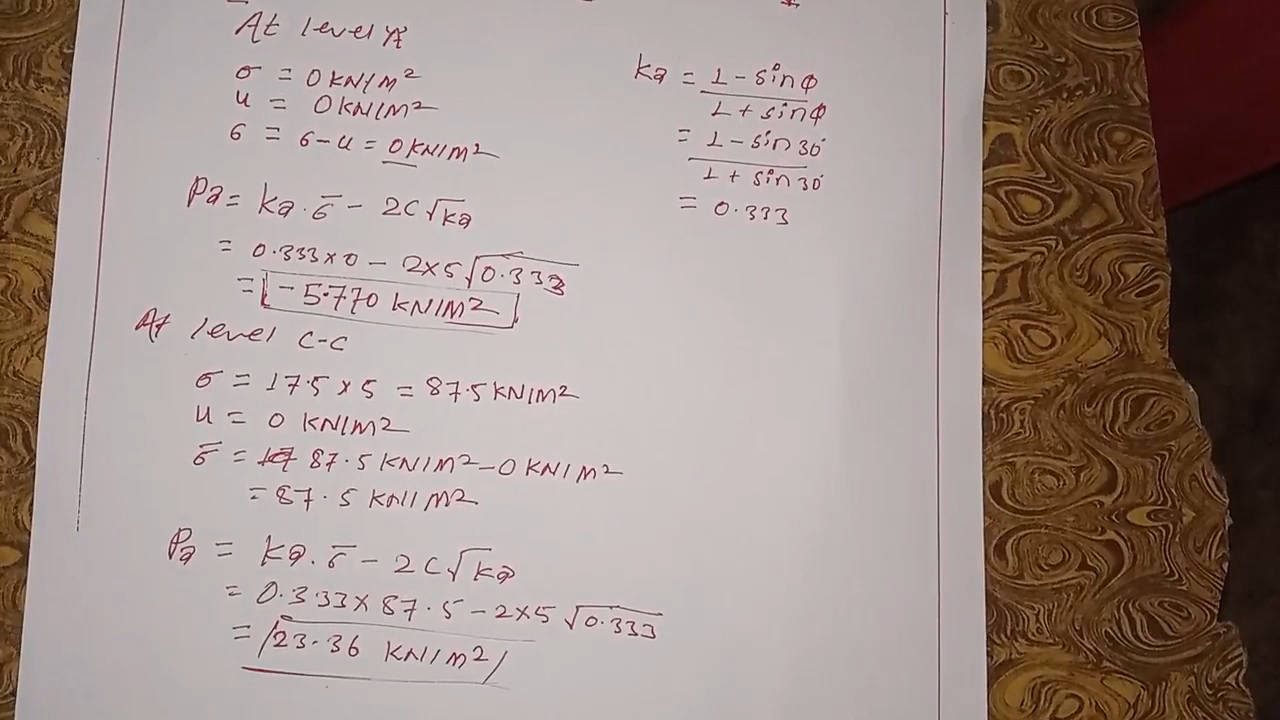 At level A
σ = 0 KN/M²
u = 0 KN/M²
σ = σ-u = 0 KN/M²
Pa = ka.σ̅ - 2C√ka
= 0.333×0 - 2×5√0.333
= -5.770 KN/M²
At level C-C
σ = 17.5 × 5 = 87.5 KN/M²
u = 0 KN/M²
σ̅ = 87.5 KN/M² - 0 KN/M²
= 87.5 KN/M²
Pa = ka.σ̅ - 2C√ka
= 0.333×87.5 - 2×5√0.333
= 23.36 KN/M²
ka = 1-sinφ
1+sinφ
= 1-sin30°
1+sin30°
= 0.333